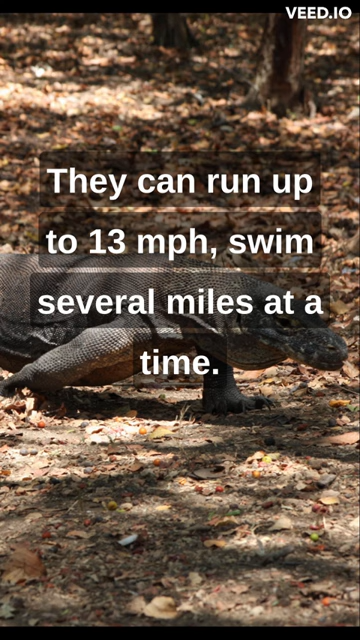 VEED.IO
They can run up
to 13 mph, swim
several miles at a
time.